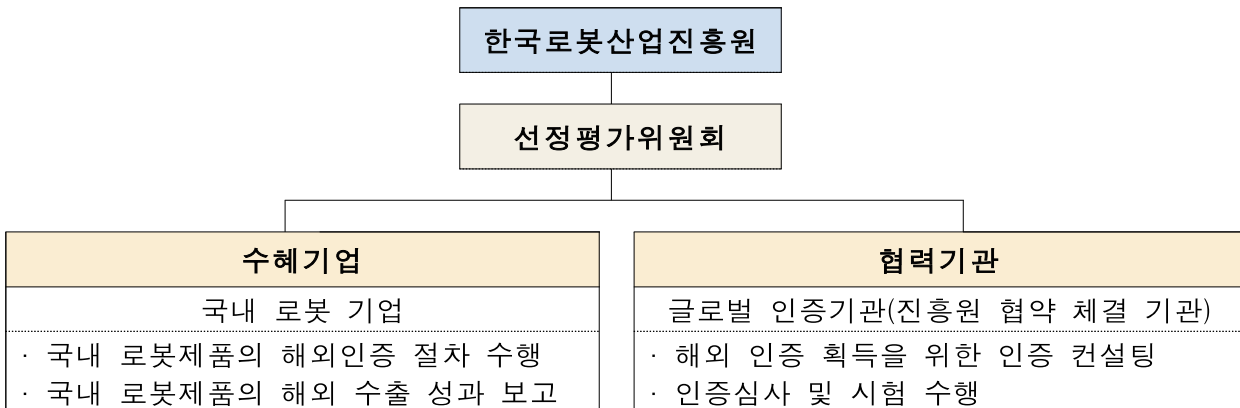 한국로봇산업진흥원
선정평가위원회
수혜기업
국내 로봇 기업
· 국내 로봇제품의 해외인증 절차 수행
· 국내 로봇제품의 해외 수출 성과 보고
협력기관
글로벌 인증기관(진흥원 협약 체결 기관)
· 해외 인증 획득을 위한 인증 컨설팅
· 인증심사 및 시험 수행